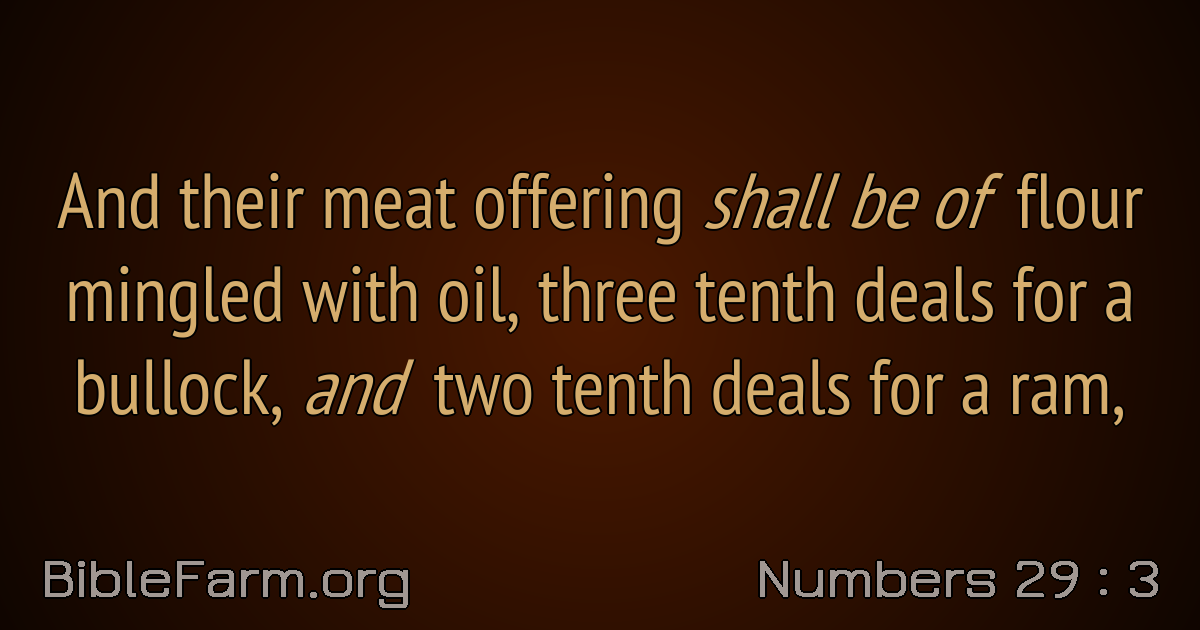 And their meat offering shall be of flour
mingled with oil, three tenth deals for a
bullock, and two tenth deals for a ram,
BibleFarm.org
Numbers 29 : 3